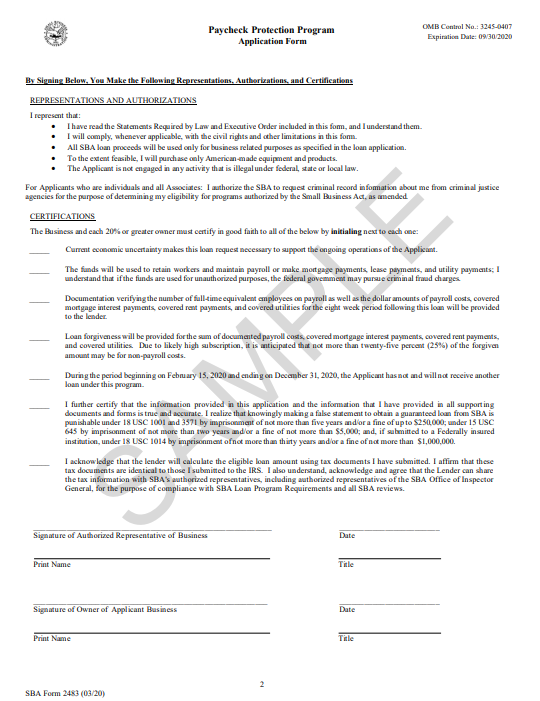 Paycheck Protection Program
Application Form
OMB Control No.: 3245-0407
Expiration Date: 09/30/2020
By Signing Below, You Make the Following Representations, Authorizations, and Certifications
REPRESENTATIONS AND AUTHORIZATIONS
I represent that:
• I have read the Statements Required by Law and Executive Order included in this form, and I understand them.
• I will comply, whenever applicable, with the civil rights and other limitations in this form.
• All SBA loan proceeds will be used only for business related purposes as specified in the loan application.
• To the extent feasible, I will purchase only American-made equipment and products.
• The Applicant is not engaged in any activity that is illegal under federal, state or local law.
For Applicants who are individuals and all Associates: I authorize the SBA to request criminal record information about me from criminal justice
agencies for the purpose of determining my eligibility for programs authorized by the Small Business Act, as amended.
CERTIFICATIONS
The Business and each 20% or greater owner must certify in good faith to all of the below by initialing next to each one:
_____ Current economic uncertainty makes this loan request necessary to support the ongoing operations of the Applicant.
_____ The funds will be used to retain workers and maintain payroll or make mortgage payments, lease payments, and utility payments; I
understand that if the funds are used for unauthorized purposes, the federal government may pursue criminal fraud charges.
_____ Documentation verifying the number of full-time equivalent employees on payroll as well as the dollar amounts of payroll costs, covered
mortgage interest payments, covered rent payments, and covered utilities for the eight week period following this loan will be provided
to the lender.
_____ Loan forgiveness will be provided for the sum of documented payroll costs, covered mortgage interest payments, covered rent payments,
and covered utilities. Due to likely high subscription, it is anticipated that not more than twenty-five percent (25%) of the forgiven
amount may be for non-payroll costs.
_____ During the period beginning on February 15, 2020 and ending on December 31, 2020, the Applicant has not and will not receive another
loan under this program.
_____ I further certify that the information provided in this application and the information that I have provided in all supporting
documents and forms is true and accurate. I realize that knowingly making a false statement to obtain a guaranteed loan from SBA is
punishable under 18 USC 1001 and 3571 by imprisonment of not more than five years and/or a fine of up to $250,000; under 15 USC
645 by imprisonment of not more than two years and/or a fine of not more than $5,000; and, if submitted to a Federally insured
institution, under 18 USC 1014 by imprisonment of not more than thirty years and/or a fine of not more than $1,000,000.
_____ I acknowledge that the lender will calculate the eligible loan amount using tax documents I have submitted. I affirm that these
tax documents are identical to those I submitted to the IRS. I also understand, acknowledge and agree that the Lender can share
the tax information with SBA's authorized representatives, including authorized representatives of the SBA Office of Inspector
General, for the purpose of compliance with SBA Loan Program Requirements and all SBA reviews.
SAMPLE
Signature of Authorized Representative of Business Date
Print Name Title
Signature of Owner of Applicant Business Date
Print Name Title
2
SBA Form 2483 (03/20)